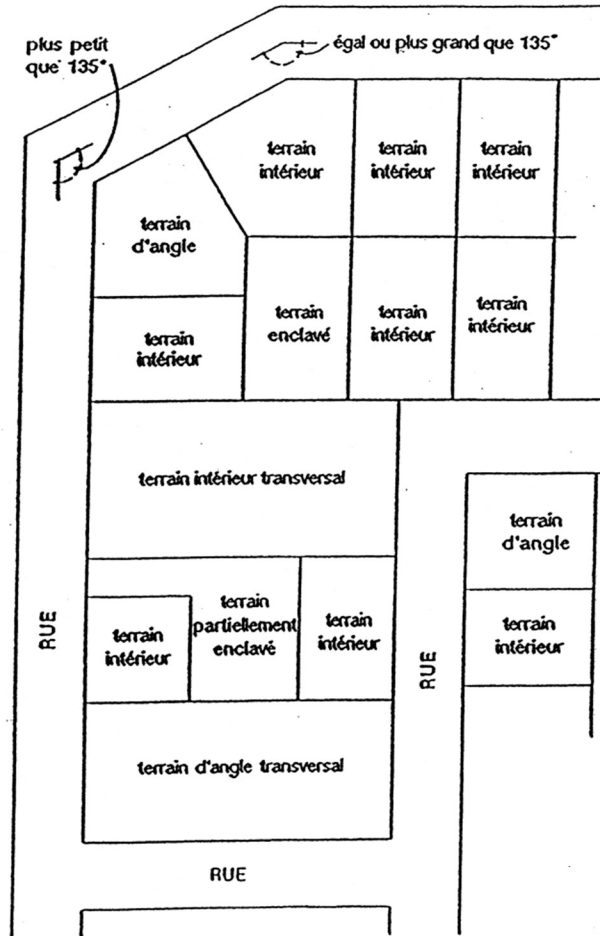 plus petit
que 135°
égal ou plus grand que 135°
terrain
intérieur
terrain
intérieur
terrain
intérieur
terrain
d'angle
terrain
intérieur
terrain
enclavé
terrain
intérieur
terrain
intérieur
terrain intérieur transversal
terrain
d'angle
terrain
intérieur
terrain
partiellement
enclavé
terrain
intérieur
terrain
intérieur
RUE
RUE
terrain d'angle transversal
RUE